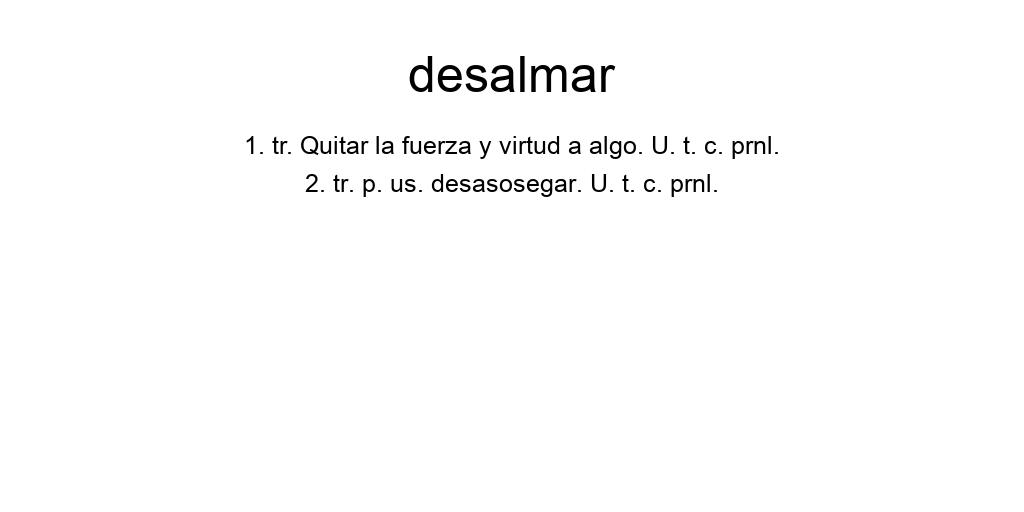 desalmar
1. tr. Quitar la fuerza y virtud a algo. U. t. c. prnl.
2. tr. p. us. desasosegar. U. t. c. prnl.